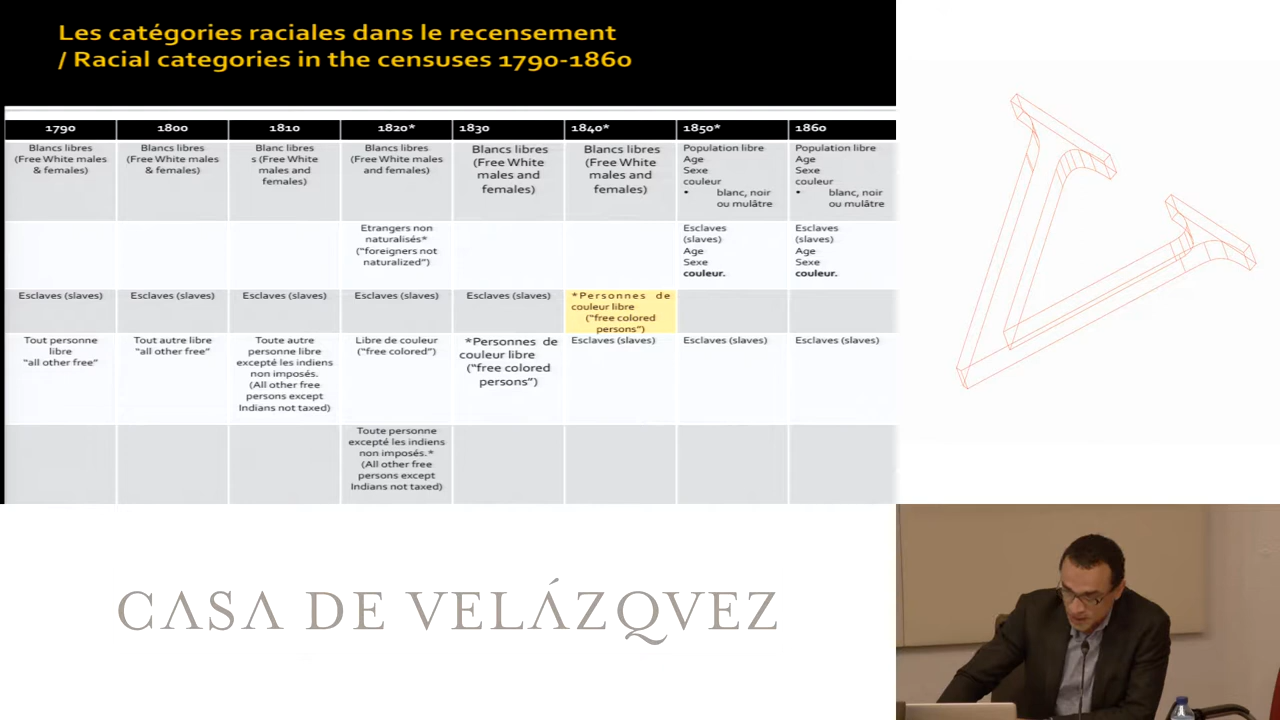 Les catégories raciales dans le recensement
/ Racial categories in the censuses 1790-1860
1790
1800
1810
1820*
1830
1840*
1850*
1860
Blancs libres
(Free White males
& females)
Blancs libres
(Free White males
& females)
Blanc libres
s (Free White
males and
females)
Blancs libres
(Free White males
and females)
Blancs libres
(Free White
males and
females)
Blancs libres
(Free White
males and
females)
Population libre
Age
Sexe
couleur
• blanc, noir
ou mulâtre
Population libre
Age
Sexe
couleur
• blanc, noir
ou mulâtre
Etrangers non
naturalisés*
("foreigners not
naturalized")
Esclaves
(slaves)
Age
Sexe
couleur.
Esclaves
(slaves)
Age
Sexe
couleur.
Esclaves (slaves)
Esclaves (slaves)
Esclaves (slaves)
Esclaves (slaves)
Esclaves (slaves)
*Personnes de
couleur libre
("free colored
persons")
Tout personne
libre
"all other free"
Tout autre libre
"all other free"
Toute autre
personne libre
excepté les indiens
non imposés.
(All other free
persons except
Indians not taxed)
Libre de couleur
("free colored")
*Personnes de
couleur libre
("free colored
persons")
Esclaves (slaves)
Esclaves (slaves)
Esclaves (slaves)
Toute personne
excepté les indiens
non imposés.*
(All other free
persons except
Indians not taxed)
CASA DE VELÁZQVEZ